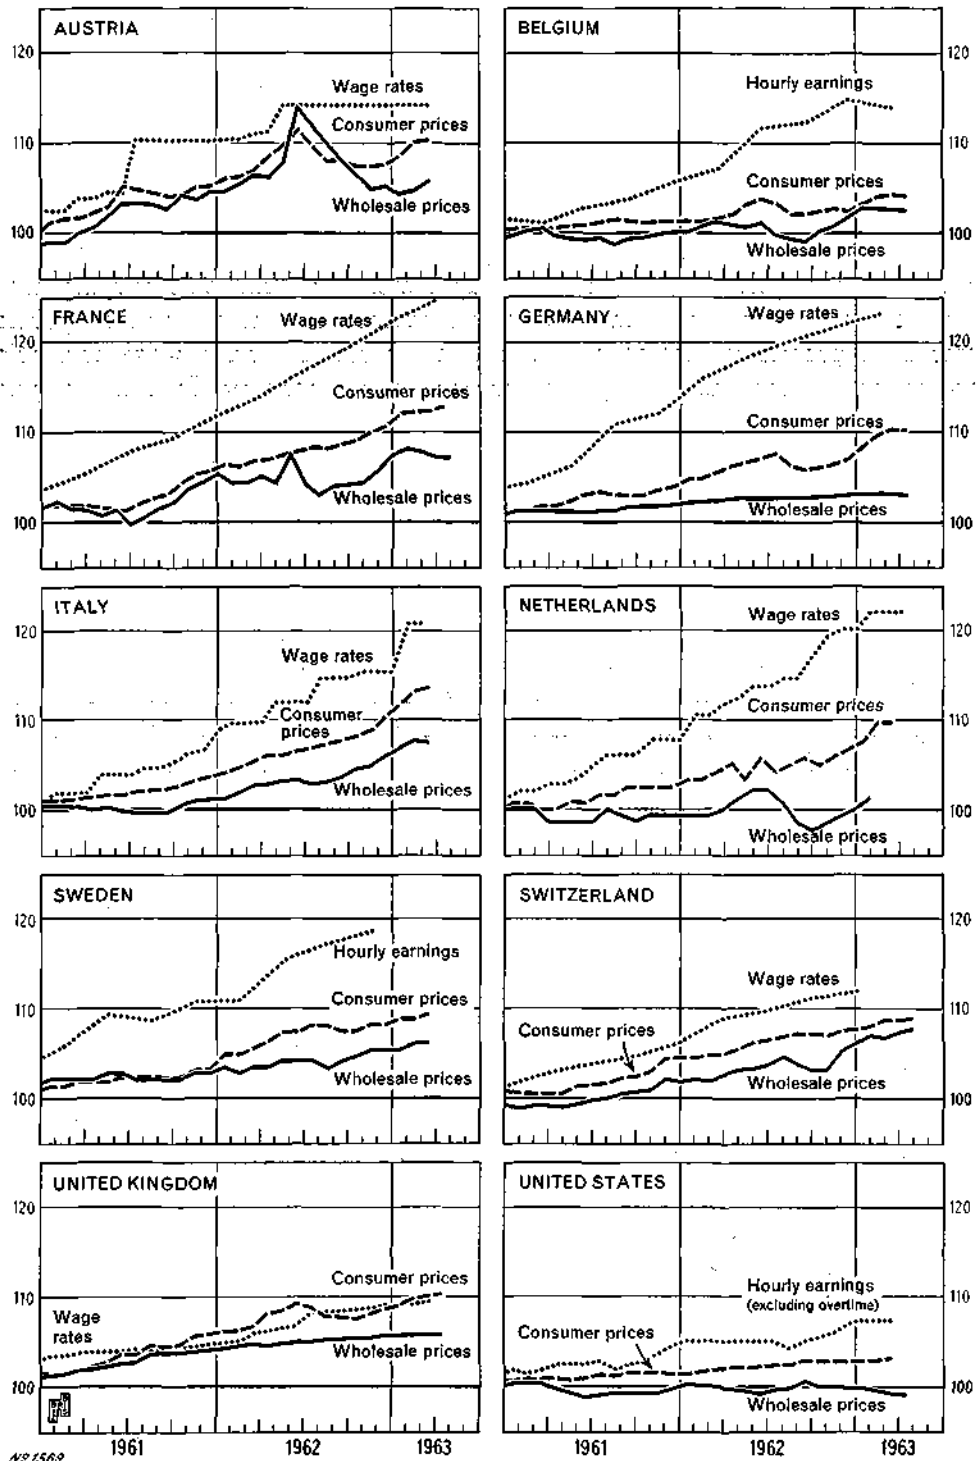 AUSTRIA
120
Wage rates
Consumer prices
110
Wholesale prices
100
BELGIUM
120
Hourly earnings
110
Consumer prices
100
Wholesale prices
FRANCE
120
Wage rates
Consumer prices
110
Wholesale prices
100
GERMANY
Wage rates
120
Consumer prices
110
Wholesale prices
100
ITALY
120
Wage rates
Consumer
prices
110
Wholesale prices
100
NETHERLANDS
Wage rates
120
Consumer prices
110
100
Wholesale prices
SWEDEN
120
Hourly earnings
Consumer prices
110
Wholesale prices
100
SWITZERLAND
120
Wage rates
Consumer prices
110
Wholesale prices
100
UNITED KINGDOM
120
Consumer prices
110
Wage
rates
Wholesale prices
100
1961 1962 1963
UNITED STATES
120
Hourly earnings
(excluding overtime)
110
Consumer prices
100
Wholesale prices
1961 1962 1963
Nº 1569